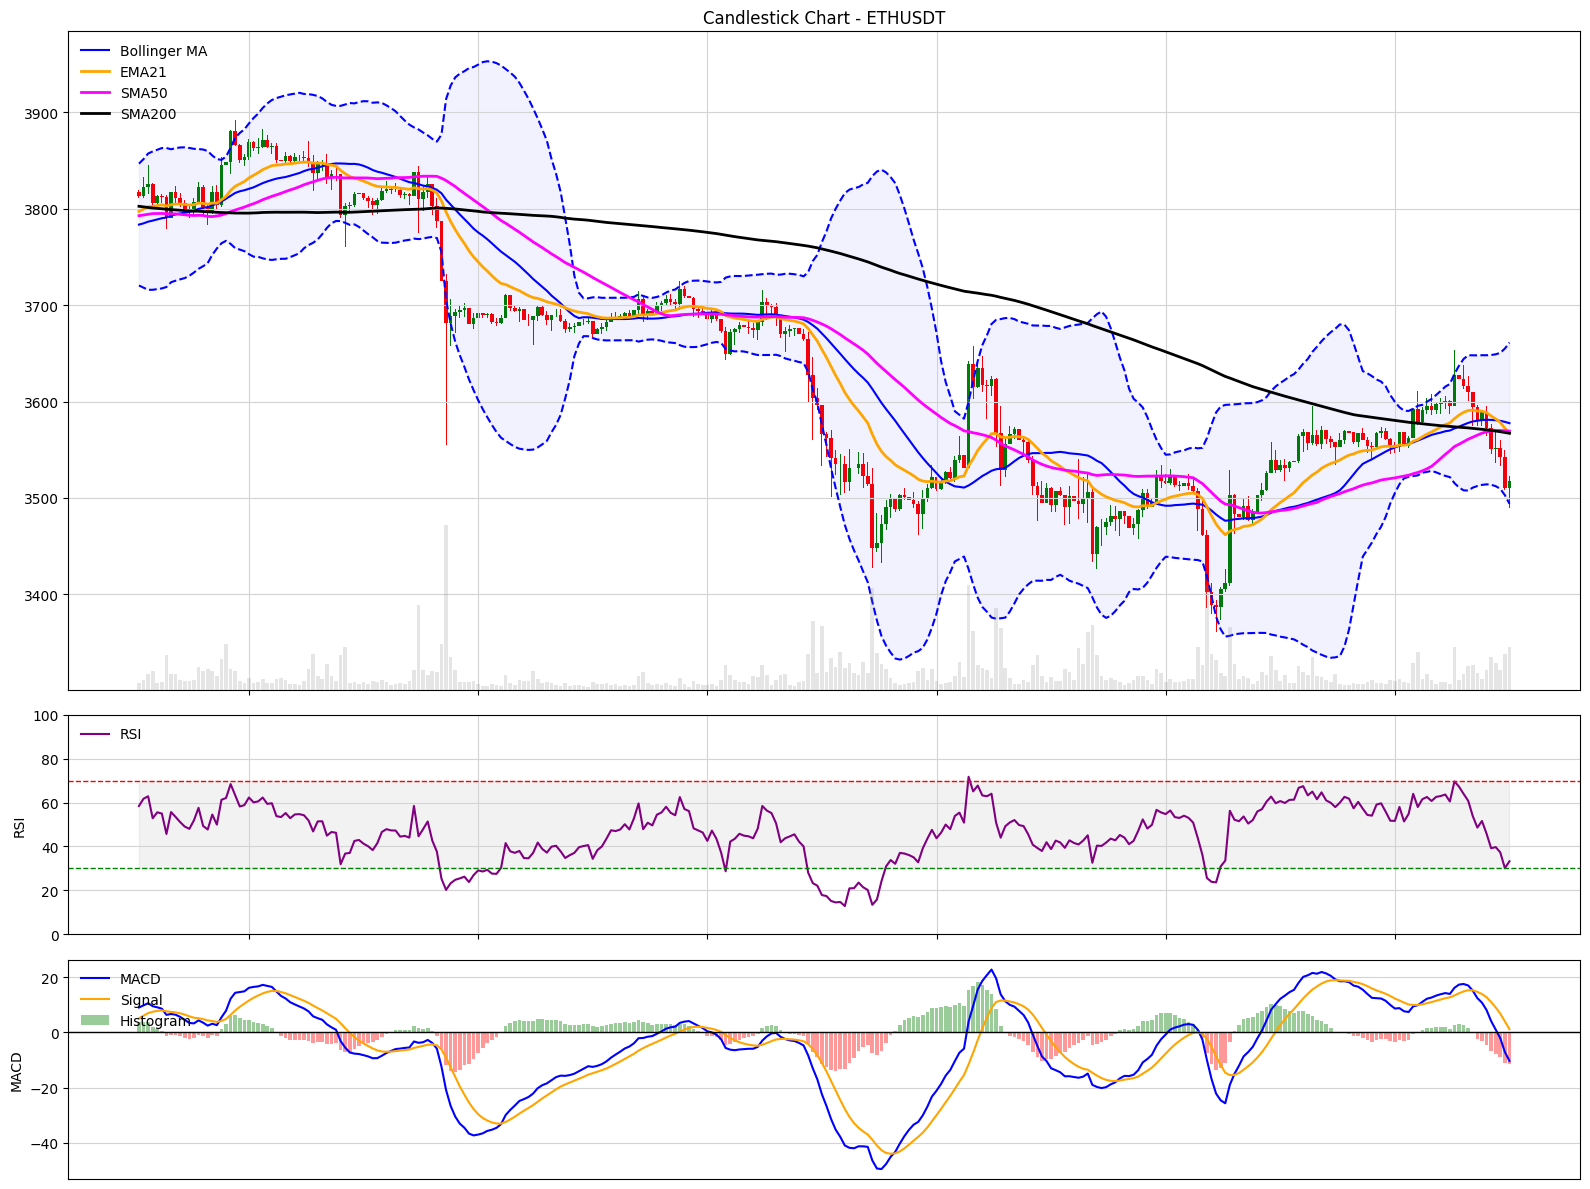 Candlestick Chart - ETHUSDT
Bollinger MA
EMA21
SMA50
SMA200
3900
3800
3700
3600
3500
3400
RSI
100
80
60
40
20
0
RSI
MACD
Signal
Histogram
20
0
−20
−40
MACD